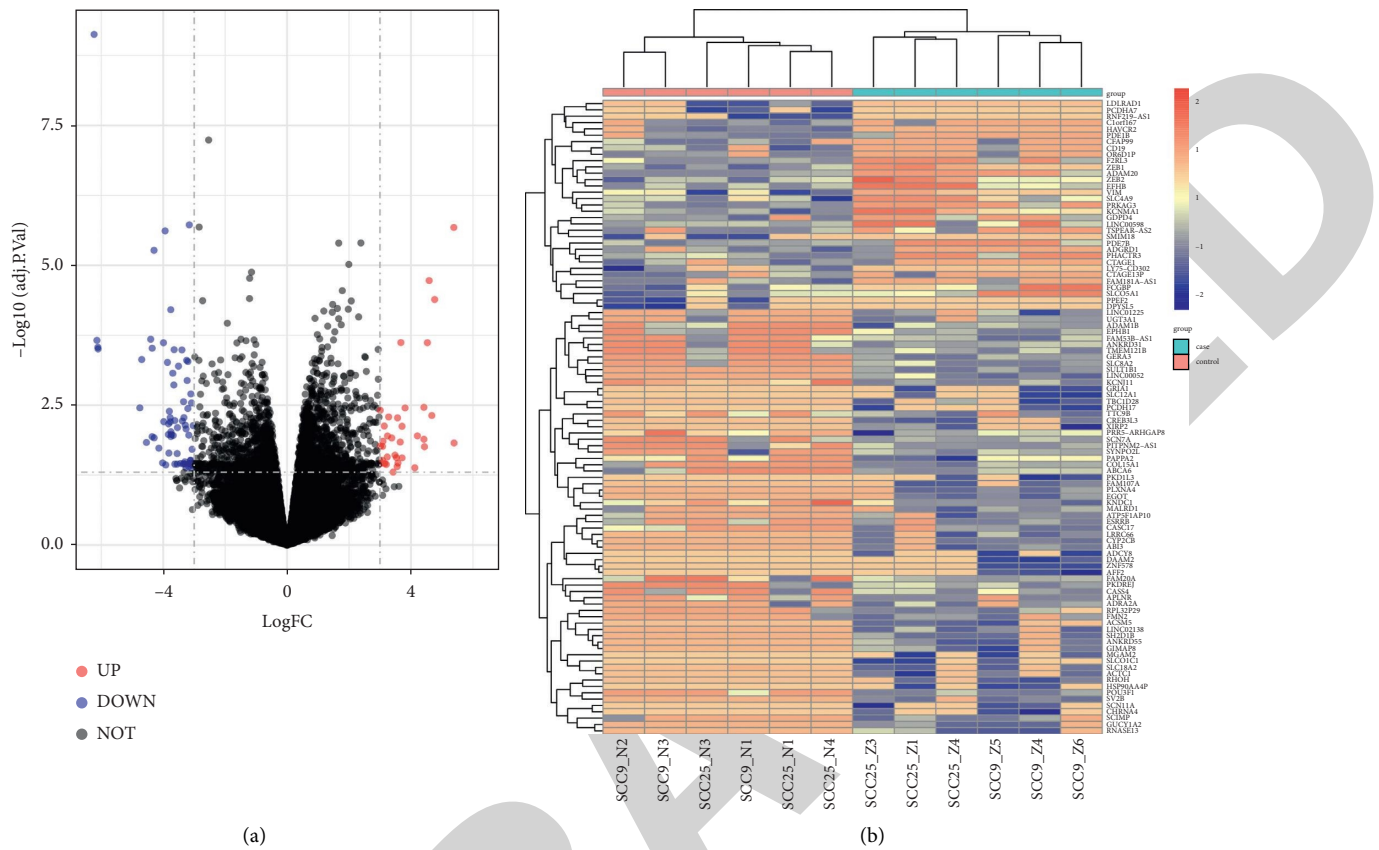 7.5
5.0
2.5
0.0
−Log10 (adj.P.Val)
−4
0
4
LogFC
UP
DOWN
NOT
(a)
group
LDLRAD1
PCDHA7
RNF219−AS1
C1orf167
HAVCR2
PDE1B
CFAP99
CD19
OR6D1P
F2RL3
ZEB1
ADAM20
ZEB2
EFHB
VIM
SLC4A9
PRKAG3
KCNMA1
GDPD4
LINC00598
TSPEAR−AS2
SMIM18
PDE7B
ADGRD1
PHACTR3
CTAGE1
LY75−CD302
CTAGE13P
FAM181A−AS1
FCGBP
SLCO5A1
PPEF2
DPYSL5
LINC01225
UGT3A1
ADAM1B
EPHB1
FAM53B−AS1
ANKRD31
TMEM121B
GERA3
SLC8A2
SULT1B1
LINC00052
KCNJ11
GRIA1
SLC12A1
TBC1D28
PCDH17
TTC9B
CREB3L3
XIRP2
PRR5−ARHGAP8
SCN7A
PITPNM2−AS1
SYNPO2L
PAPPA2
COL15A1
ABCA6
PKD1L3
FAM107A
PLXNA4
EGOT
KNDC1
MALRD1
ATP5F1AP10
ESRRB
CASC17
LRRC66
CYP2CB
ABI3
ADCY8
DAAM2
ZNF578
AFF2
FAM20A
PKDREJ
CASS4
APLNR
ADRA2A
RPL32P29
FMN2
ACSM5
LINC02138
SH2D1B
ANKRD55
GIMAP8
MGAM2
SLCO1C1
SLC18A2
ACTC1
RHOH
HSP90AA4P
POU3F1
SV2B
SCN11A
CHRNA4
SCIMP
GUCY1A2
RNASE13
SCC9_N2
SCC9_N3
SCC25_N3
SCC9_N1
SCC25_N1
SCC25_N4
SCC25_Z3
SCC25_Z1
SCC25_Z4
SCC9_Z5
SCC9_Z4
SCC9_Z6
2
1
1
−1
−2
group
case
control
(b)